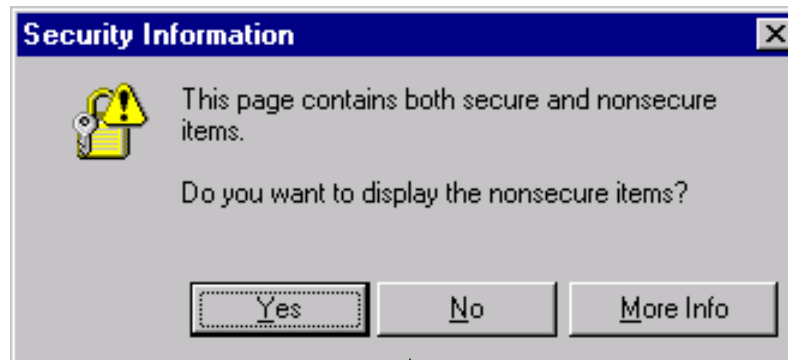 Security Information
This page contains both secure and nonsecure
items.
Do you want to display the nonsecure items?
Yes No More Info